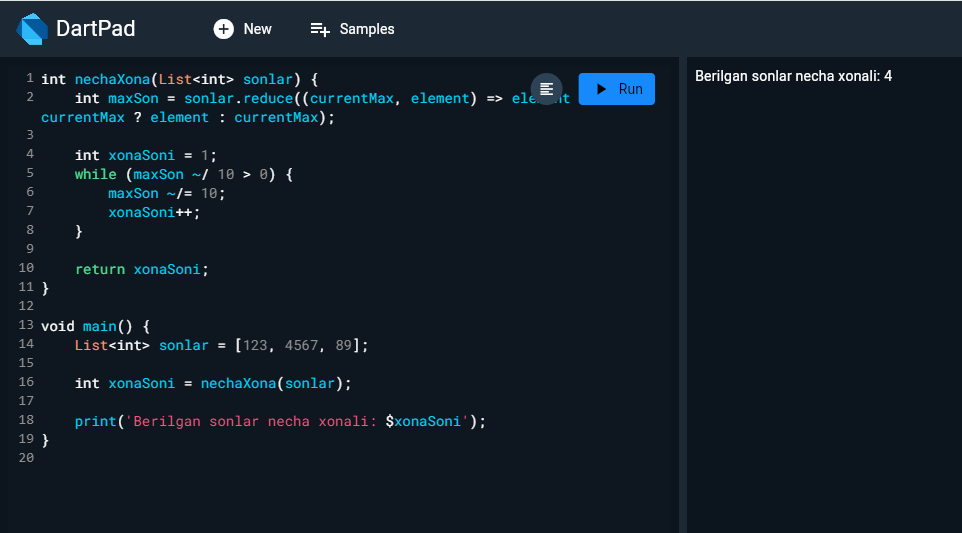 DartPad
New
Samples
1 int nechaXona(List<int> sonlar) {
2 int maxSon = sonlar.reduce((currentMax, element) =>
currentMax ? element : currentMax);
3
4 int xonaSoni = 1;
5 while (maxSon ~/ 10 > 0) {
6 maxSon ~/= 10;
7 xonaSoni++;
8 }
9
10 return xonaSoni;
11 }
12
13 void main() {
14 List<int> sonlar = [123, 4567, 89];
15
16 int xonaSoni = nechaXona(sonlar);
17
18 print('Berilgan sonlar necha xonali: $xonaSoni');
19 }
20
Run
Berilgan sonlar necha xonali: 4